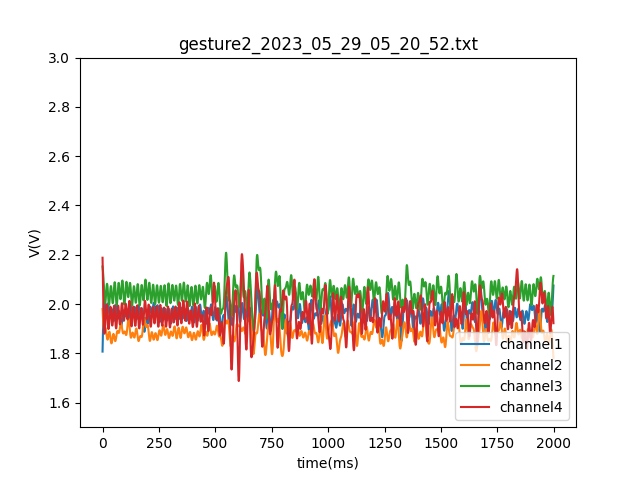 gesture2_2023_05_29_05_20_52.txt
V(V)
3.0
2.8
2.6
2.4
2.2
2.0
1.8
1.6
channel1
channel2
channel3
channel4
0 250 500 750 1000 1250 1500 1750 2000
time(ms)